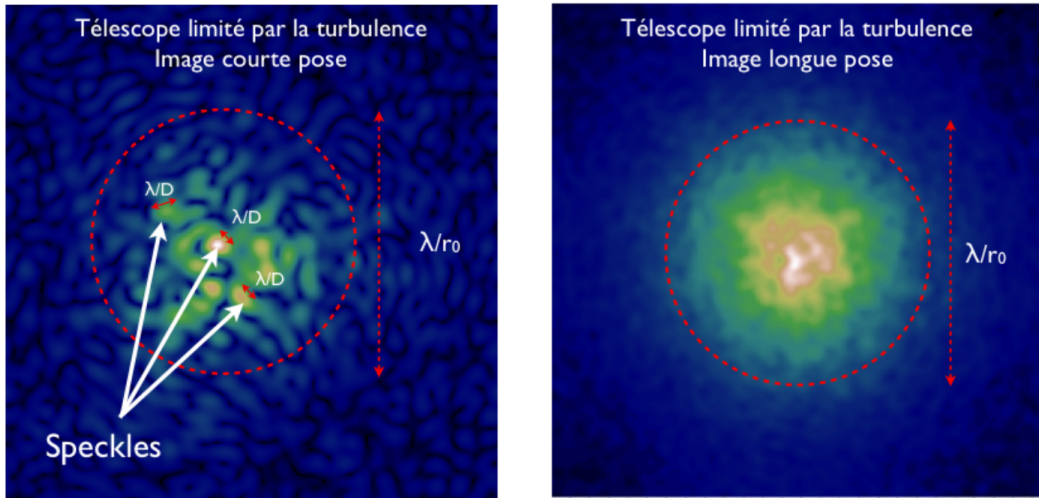 Télescope limité par la turbulence
Image courte pose
λ/D
λ/D
λ/D
λ/r₀
Speckles
Télescope limité par la turbulence
Image longue pose
λ/r₀